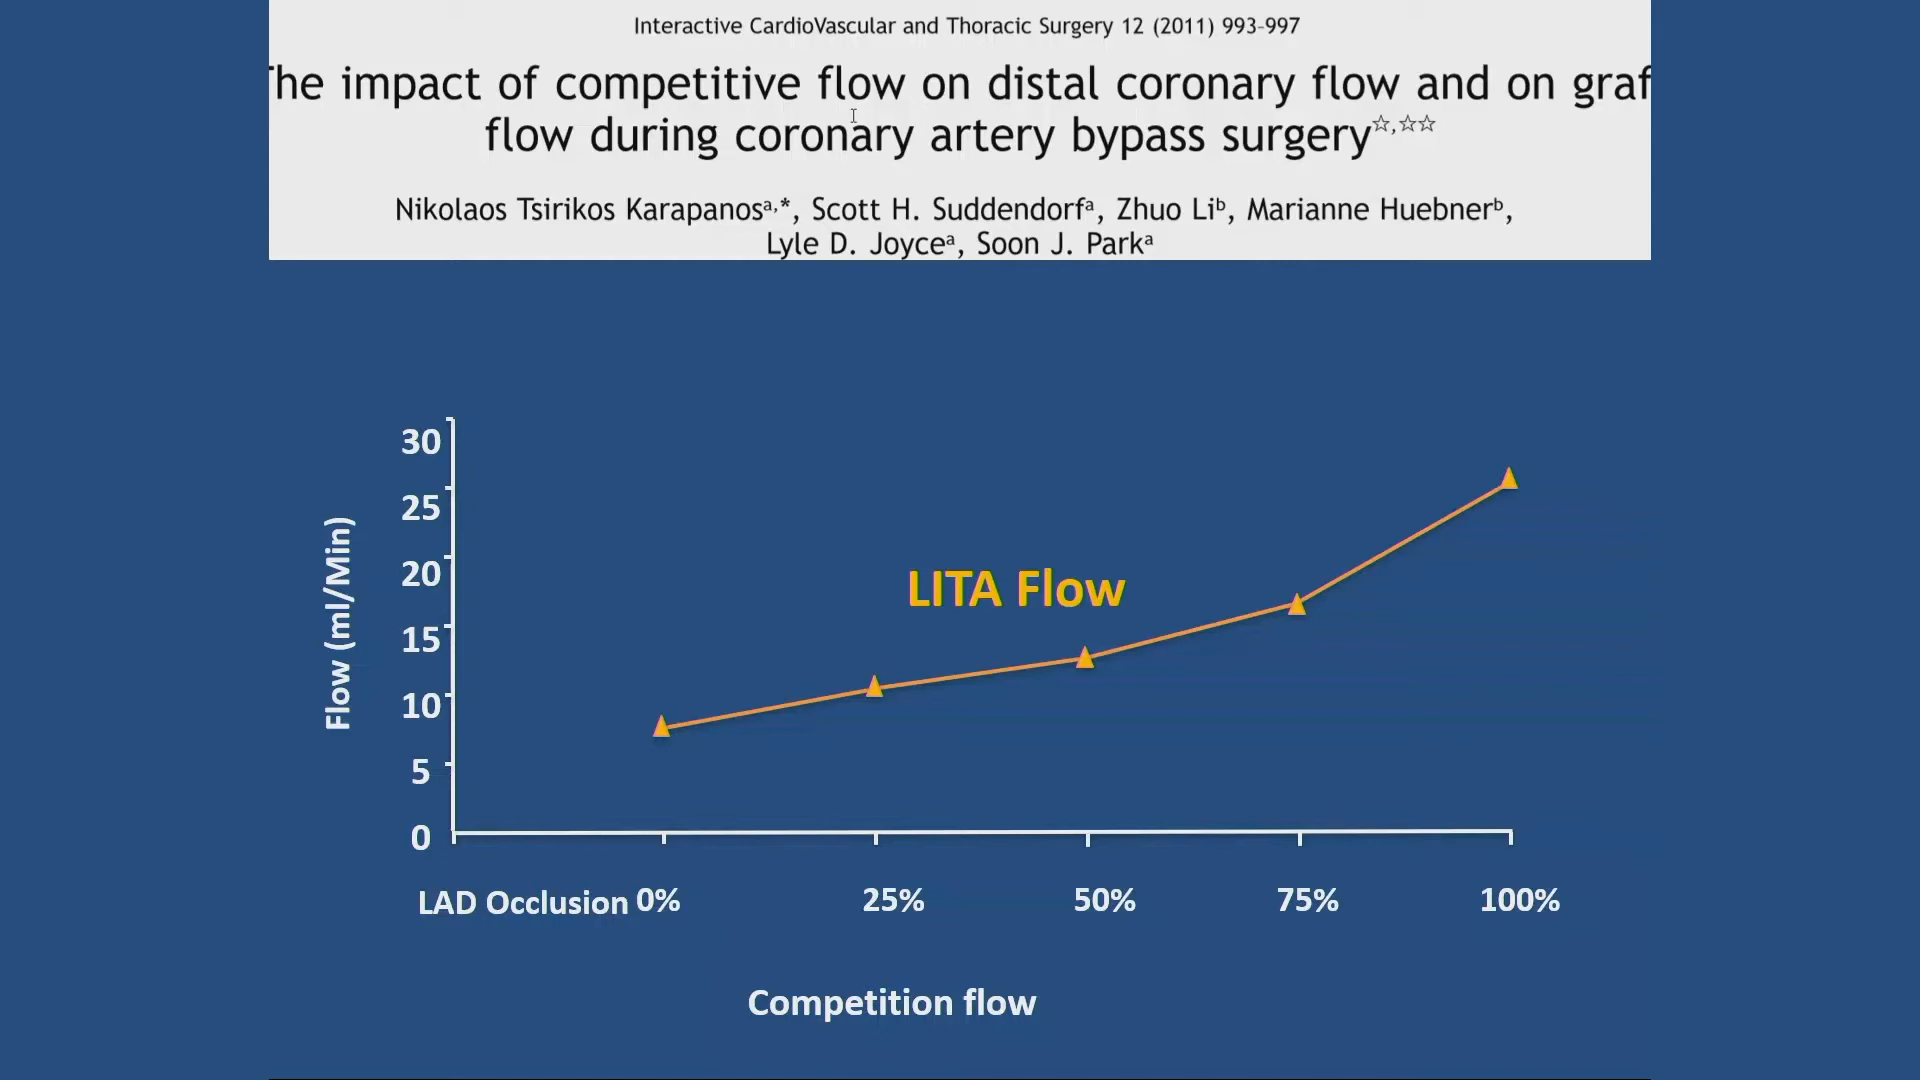 Interactive CardioVascular and Thoracic Surgery 12 (2011) 993-997
The impact of competitive flow on distal coronary flow and on graf
flow during coronary artery bypass surgery☆,☆☆
Nikolaos Tsirikos Karapanosᵃ,*, Scott H. Suddendorfᵃ, Zhuo Liᵇ, Marianne Huebnerᵇ,
Lyle D. Joyceᵃ, Soon J. Parkᵃ
30
25
20
15
10
5
0
Flow (ml/Min)
LITA Flow
LAD Occlusion 0% 25% 50% 75% 100%
Competition flow